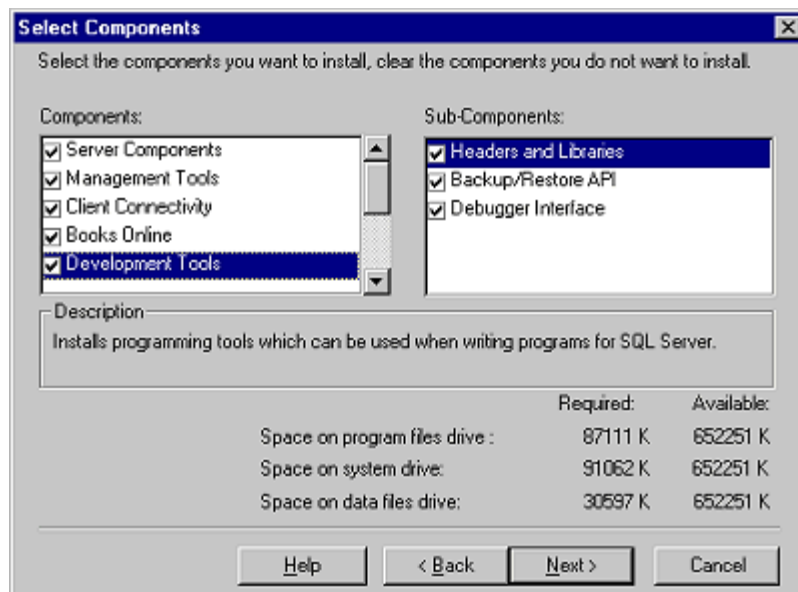 Select Components
Select the components you want to install, clear the components you do not want to install.
Components:
Server Components
Management Tools
Client Connectivity
Books Online
Development Tools
Sub-Components:
Headers and Libraries
Backup/Restore API
Debugger Interface
Description
Installs programming tools which can be used when writing programs for SQL Server.
Required: Available:
Space on program files drive : 87111 K 652251 K
Space on system drive: 91062 K 652251 K
Space on data files drive: 30597 K 652251 K
Help < Back Next > Cancel